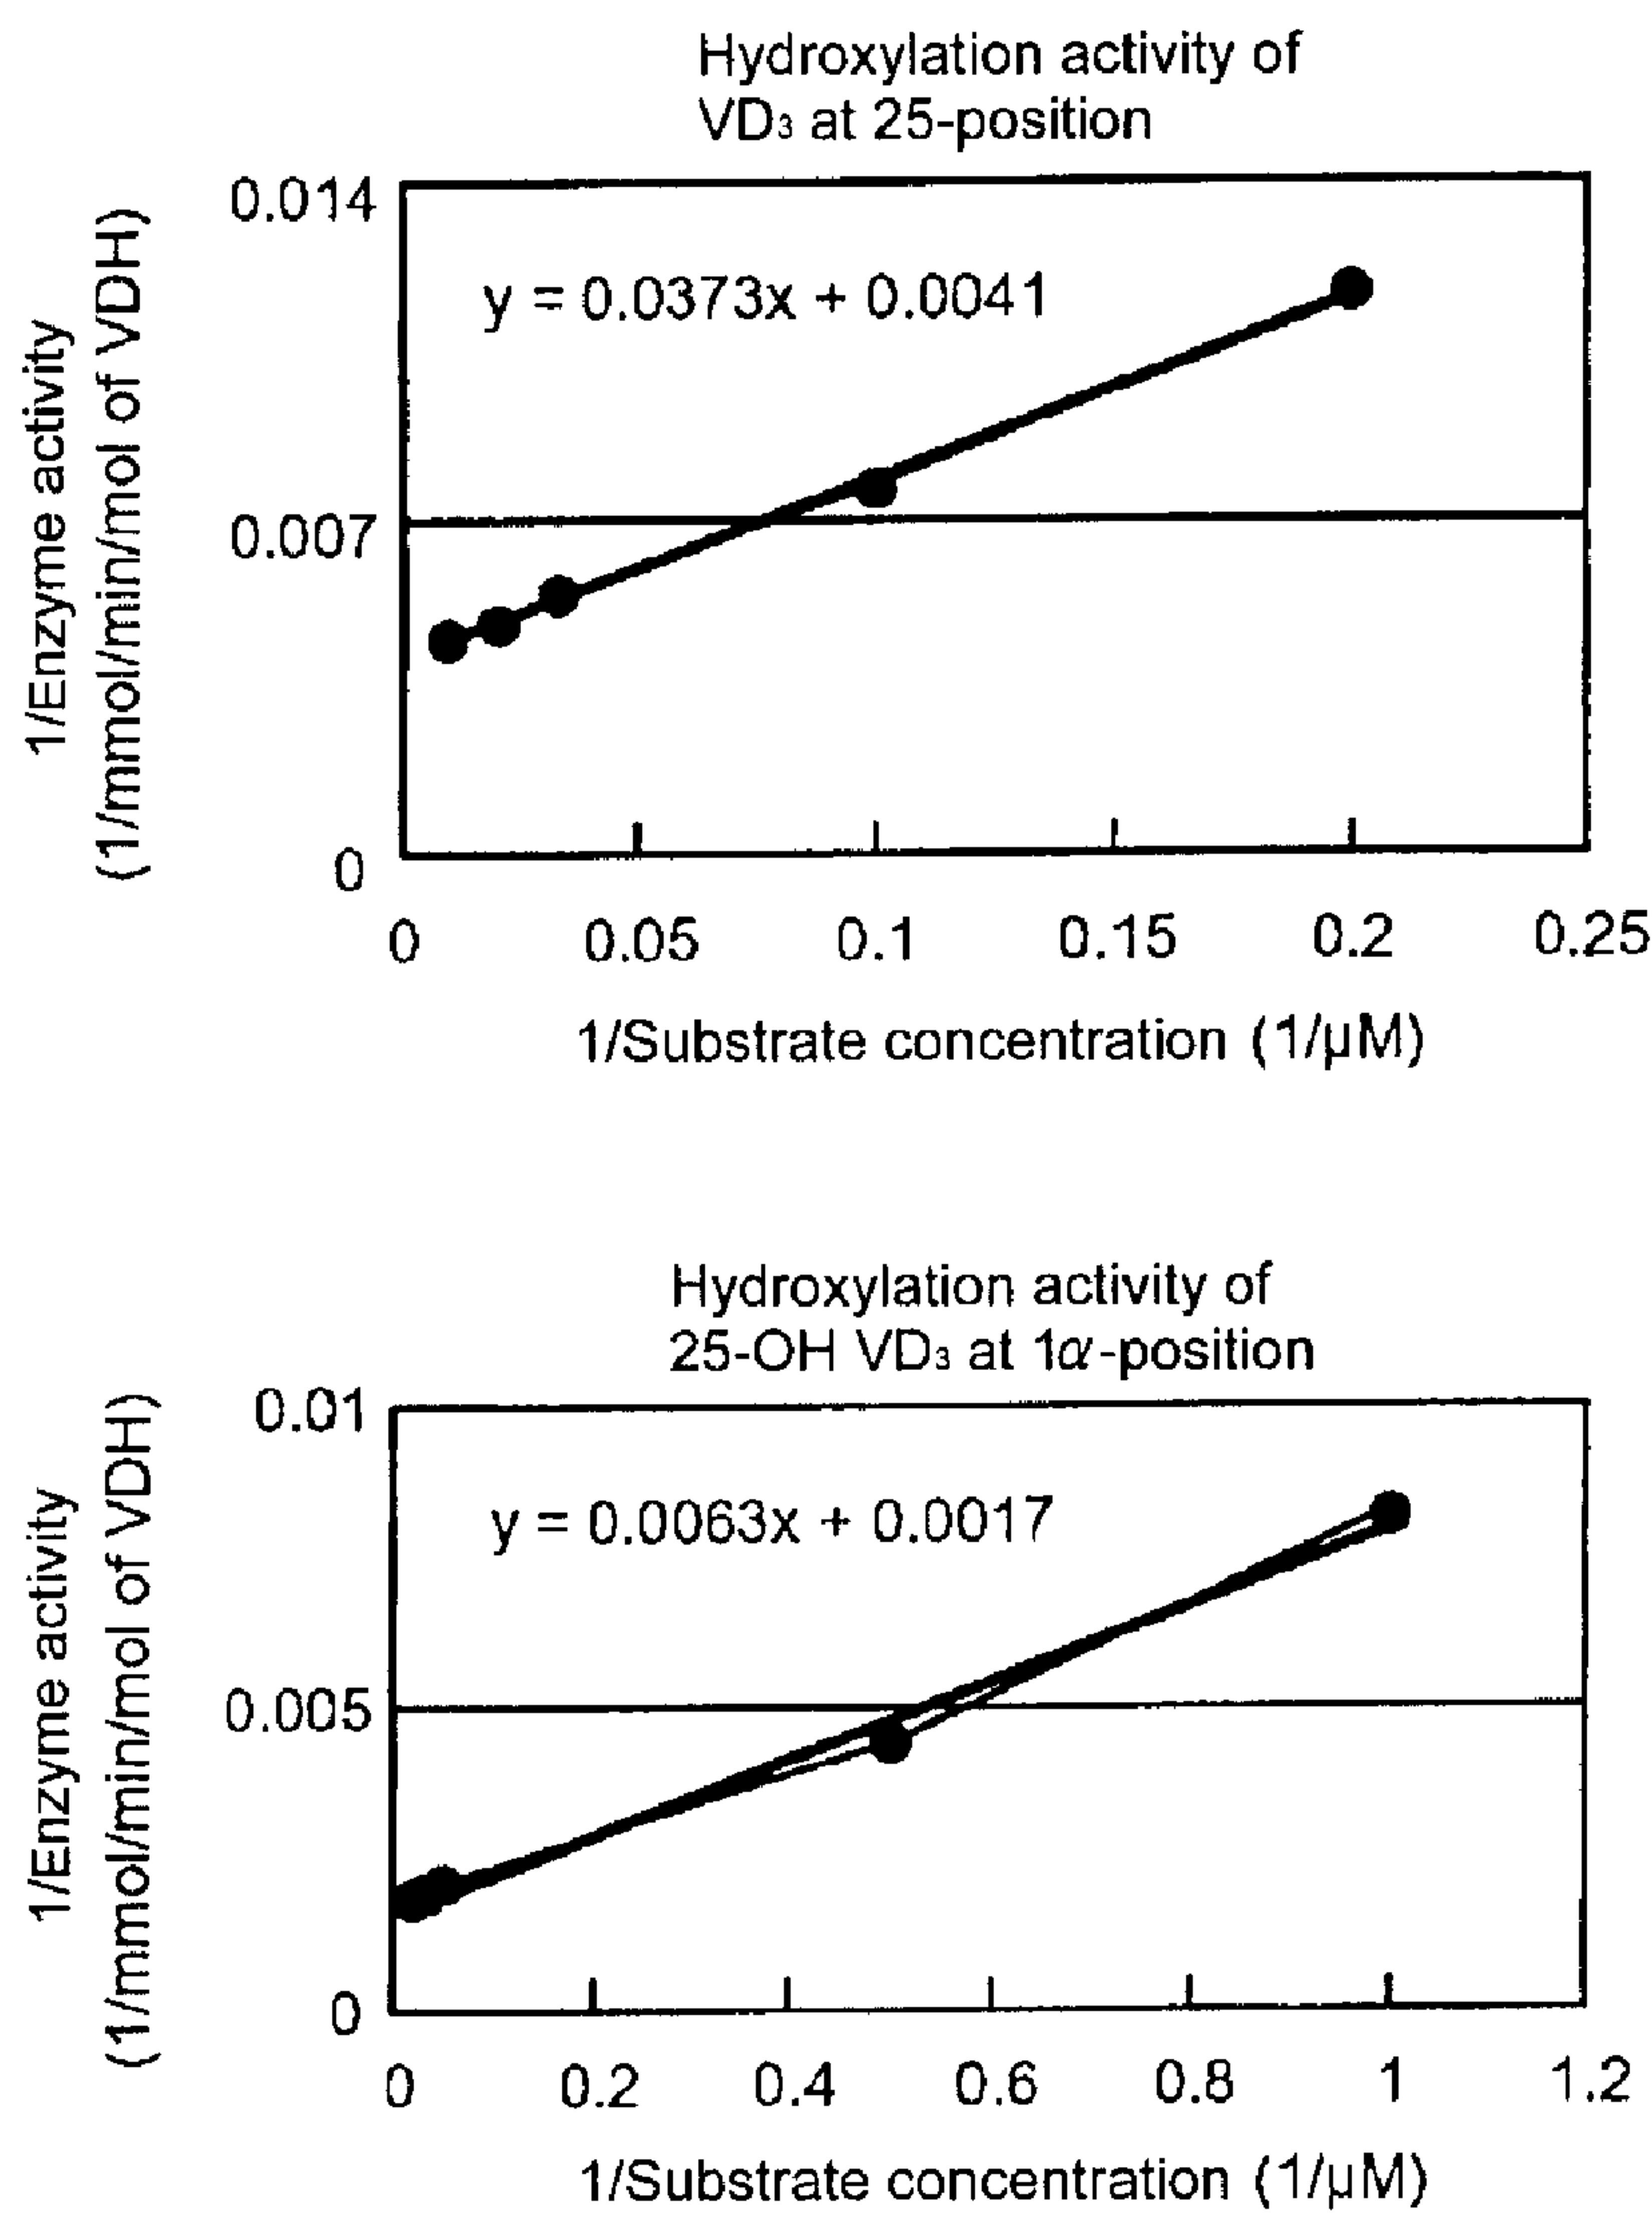 Hydroxylation activity of
VD₃ at 25-position
1/Enzyme activity
(1/mmol/min/mol of VDH)
0.014
0.007
0
y = 0.0373x + 0.0041
0 0.05 0.1 0.15 0.2 0.25
1/Substrate concentration (1/μM)
Hydroxylation activity of
25-OH VD₃ at 1α-position
1/Enzyme activity
(1/mmol/min/mol of VDH)
0.01
0.005
0
y = 0.0063x + 0.0017
0 0.2 0.4 0.6 0.8 1 1.2
1/Substrate concentration (1/μM)